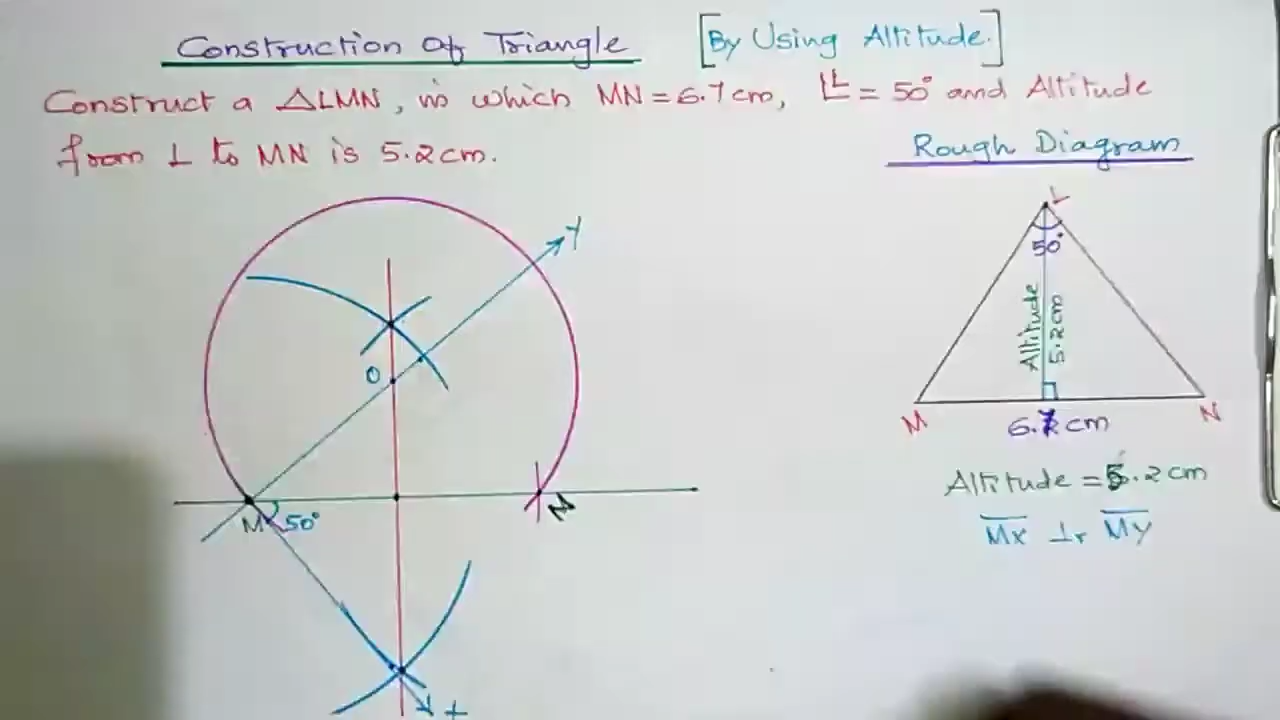 Construction Of Triangle [By Using Altitude.]
Construct a △LMN, in which MN = 6.7 cm, ∠L = 50° and Altitude
from L to MN is 5.2 cm.
Rough Diagram
L
50°
Altitude
5.2cm
M
N
6.7 cm
Altitude = 5.2 cm
Mx ⊥r My
Y
O
M
50°
N
X